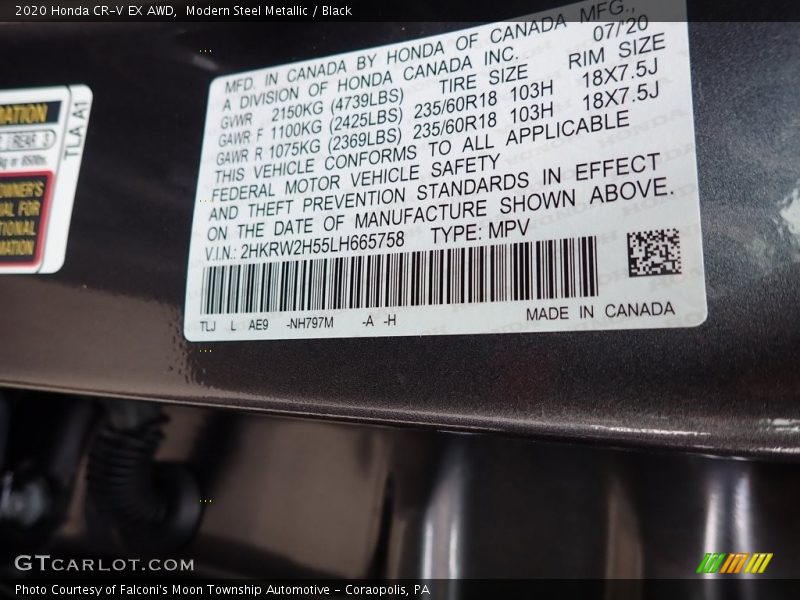 2020 Honda CR-V EX AWD,  Modern Steel Metallic / Black
MFD. IN CANADA BY HONDA OF CANADA MFG.,
A DIVISION OF HONDA CANADA INC. 07/'20
GVWR 2150KG (4739LBS) TIRE SIZE RIM SIZE
GAWR F 1100KG (2425LBS) 235/60R18 103H 18X7.5J
GAWR R 1075KG (2369LBS) 235/60R18 103H 18X7.5J
THIS VEHICLE CONFORMS TO ALL APPLICABLE
FEDERAL MOTOR VEHICLE SAFETY
AND THEFT PREVENTION STANDARDS IN EFFECT
ON THE DATE OF MANUFACTURE SHOWN ABOVE.
V.I.N.: 2HKRW2H55LH665758 TYPE: MPV
TLJ L AE9 -NH797M -A -H MADE IN CANADA
TLA A1
REAR
GTCARLOT.COM
Photo Courtesy of Falconi's Moon Township Automotive - Coraopolis, PA